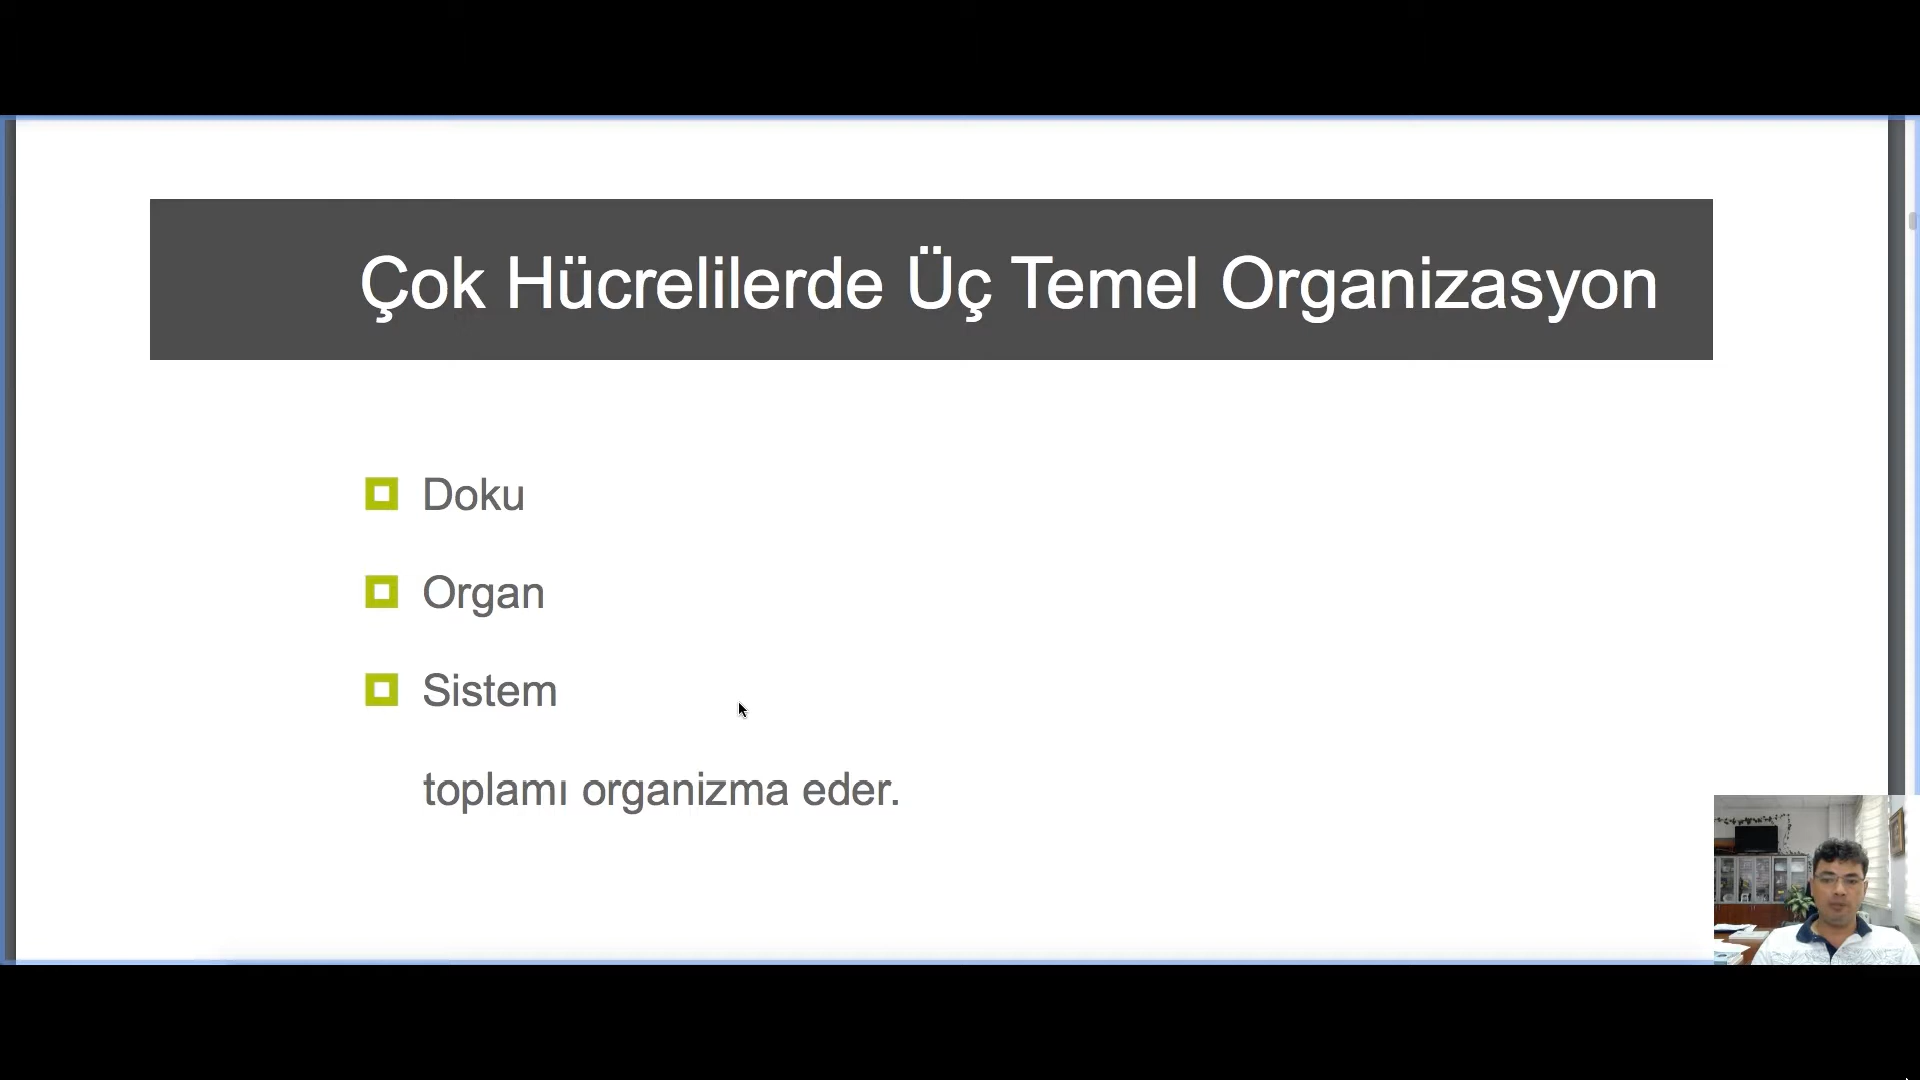 Çok Hücrelilerde Üç Temel Organizasyon
Doku
Organ
Sistem
toplamı organizma eder.